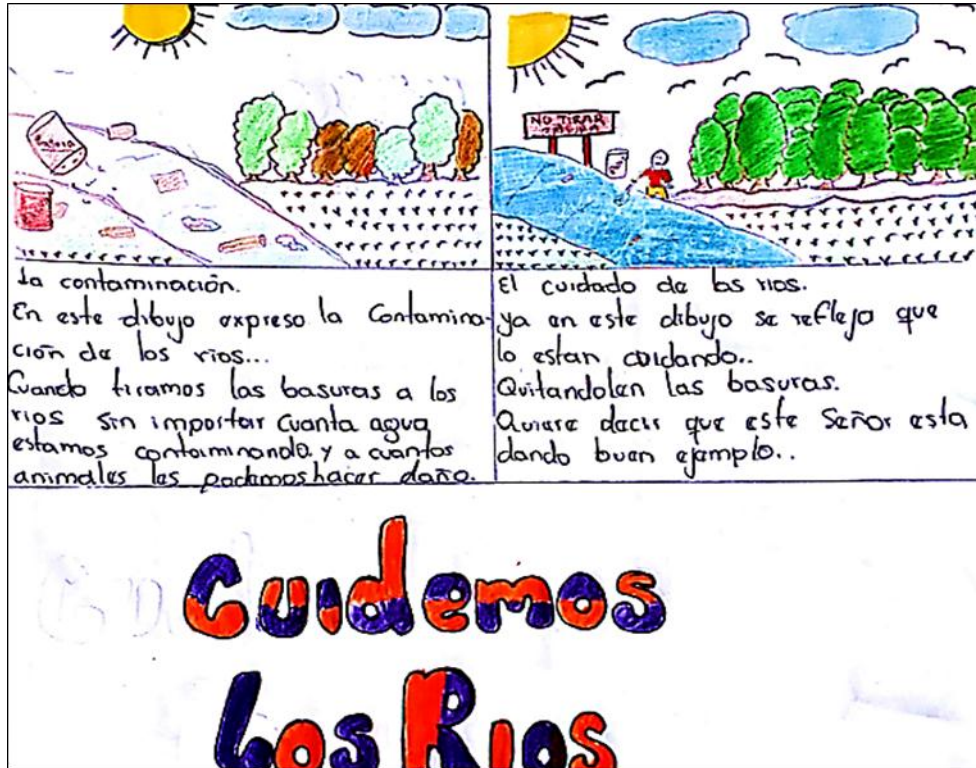 NO TIRAR
BASURA
La contaminación.
En este dibujo expreso la Contamina-
ción de los rios...
Cuando tiramos las basuras a los
rios sin importar Cuanta agua
estamos contaminando. y a cuantos
animales les podemos hacer daño.
El cuidado de los rios.
ya en este dibujo se refleja que
lo estan cuidando..
Quitandolen las basuras.
Quiere decir que este Señor esta
dando buen ejemplo..
Cuidemos
Los Rios